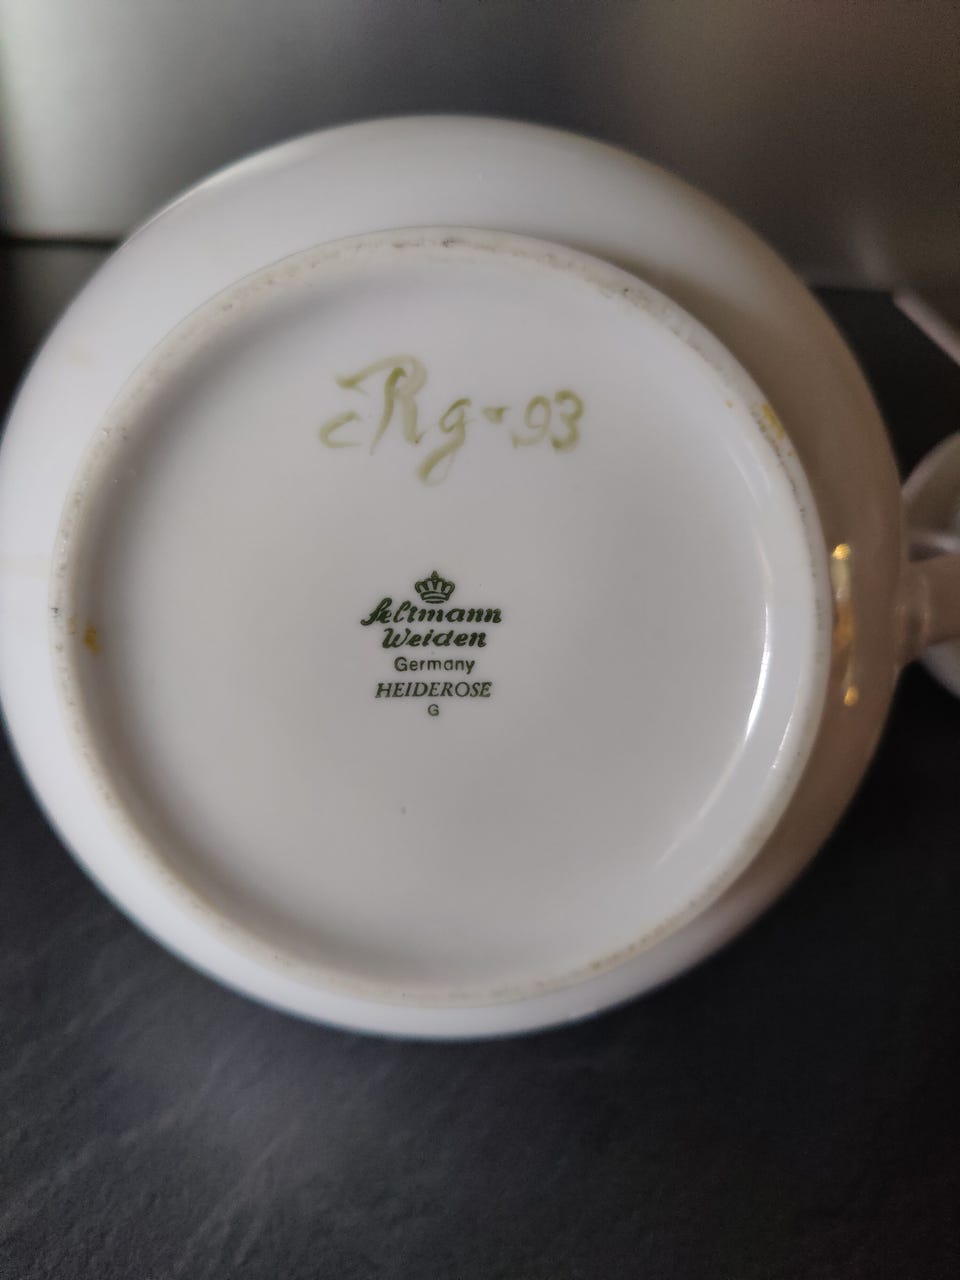 Rg-93
Seltmann
Weiden
Germany
HEIDEROSE
G